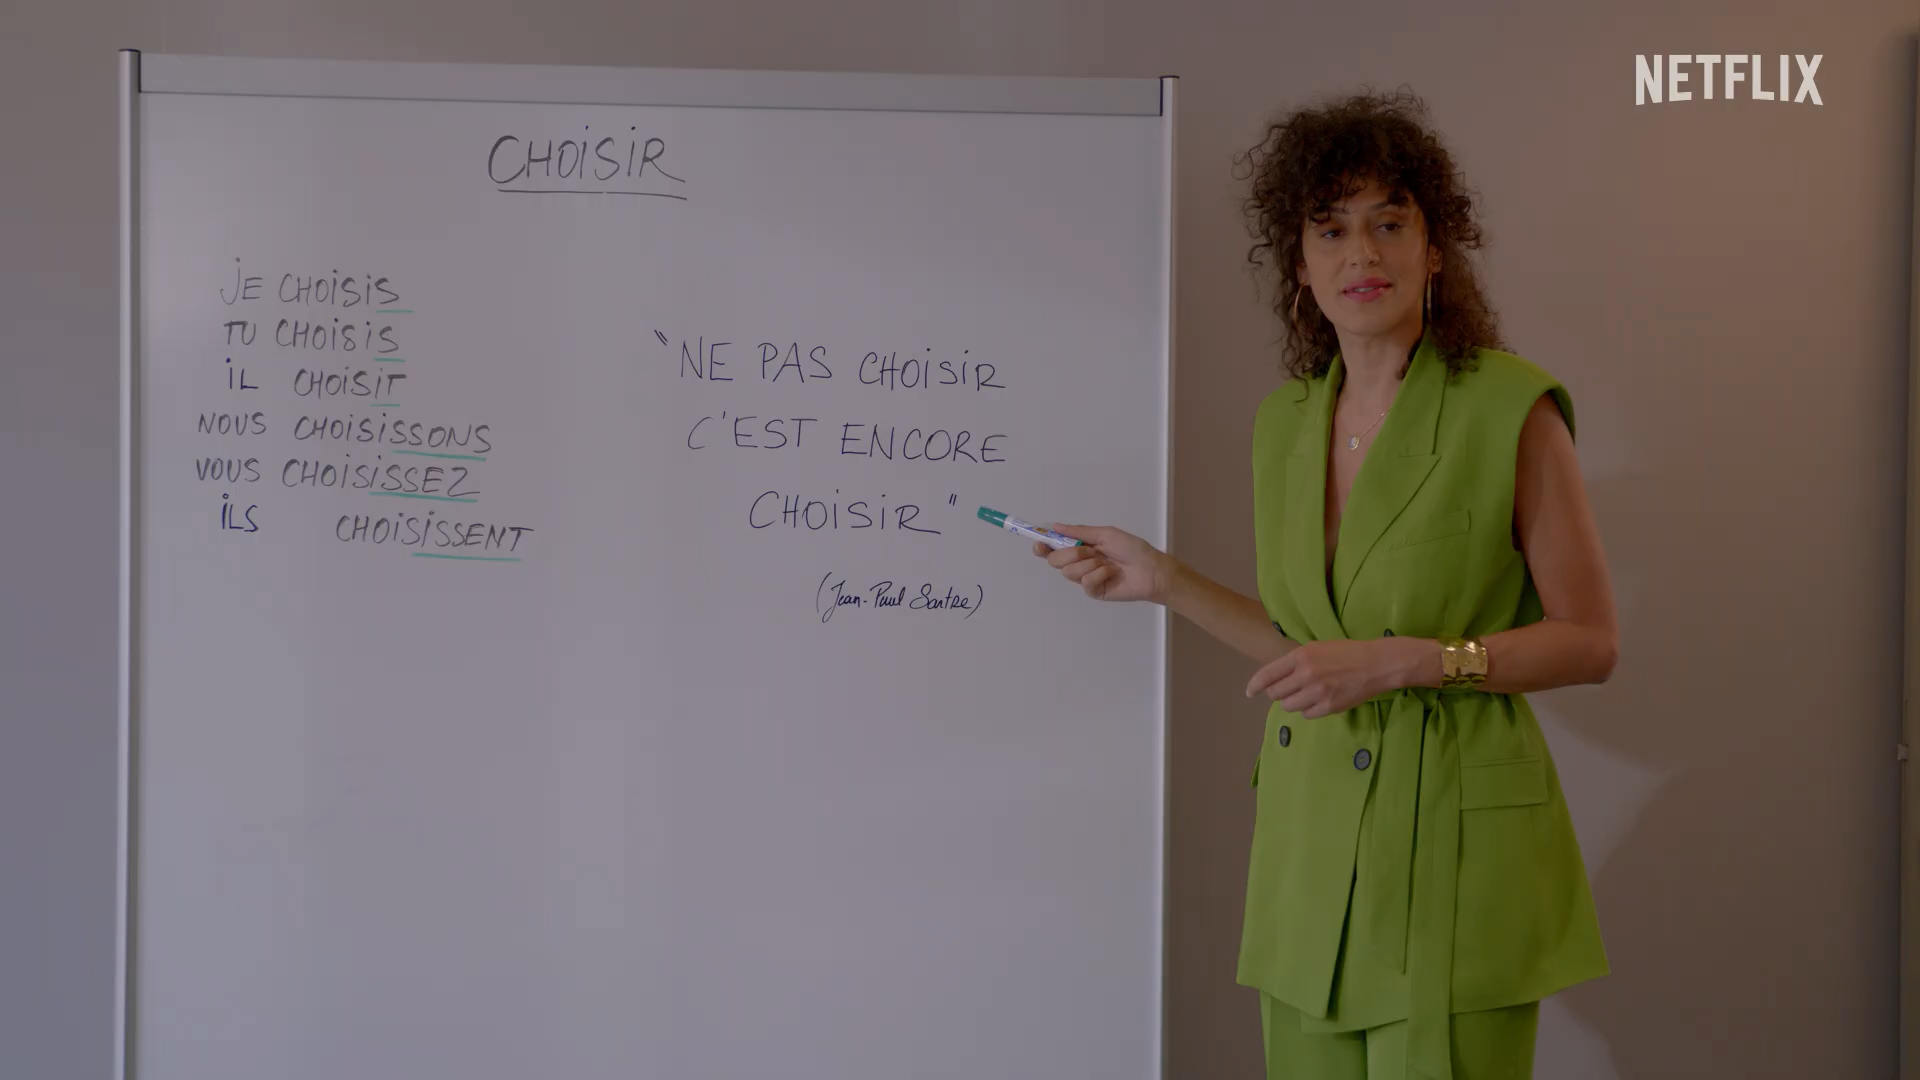 NETFLIX
CHOiSiR
JE CHOiSiS
TU CHOiSiS
iL CHOiSiT
NOUS CHOiSiSSONS
VOUS CHOiSiSSEZ
iLS CHOiSiSSENT
"NE PAS CHOiSiR
C'EST ENCORE
CHOiSiR"
(Jean-Paul Sartre)